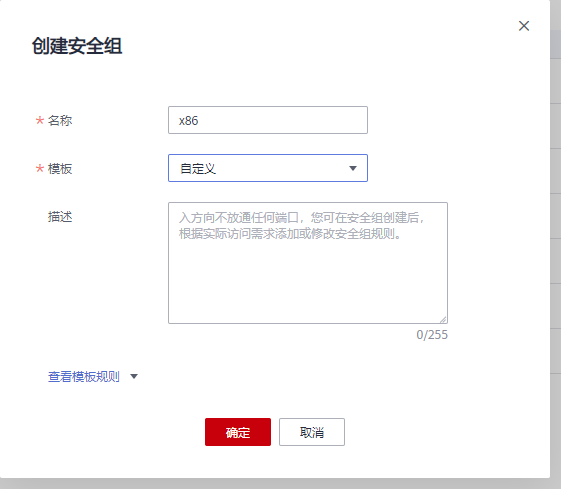 创建安全组
* 名称
x86
* 模板
自定义
描述
入方向不放通任何端口，您可在安全组创建后，
根据实际访问需求添加或修改安全组规则。
0/255
查看模板规则
确定
取消